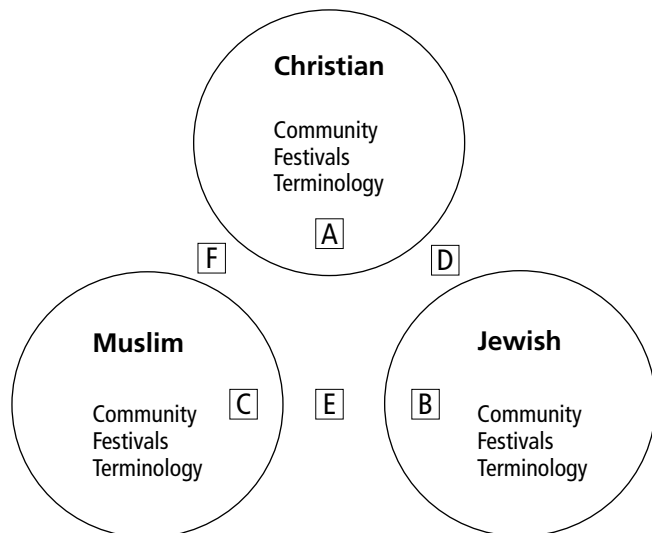 Christian
Community
Festivals
Terminology
A
F
D
Muslim
Community
Festivals
Terminology
C
E
B
Jewish
Community
Festivals
Terminology